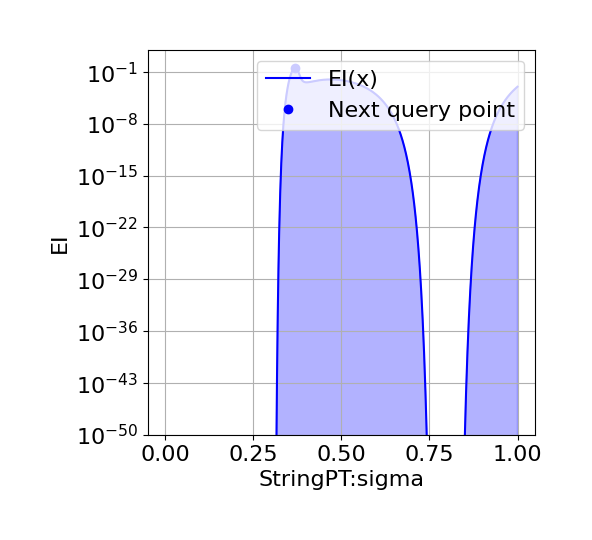 10^{-1}
10^{-8}
10^{-15}
10^{-22}
10^{-29}
10^{-36}
10^{-43}
10^{-50}
EI
EI(x)
Next query point
0.00 0.25 0.50 0.75 1.00
StringPT:sigma